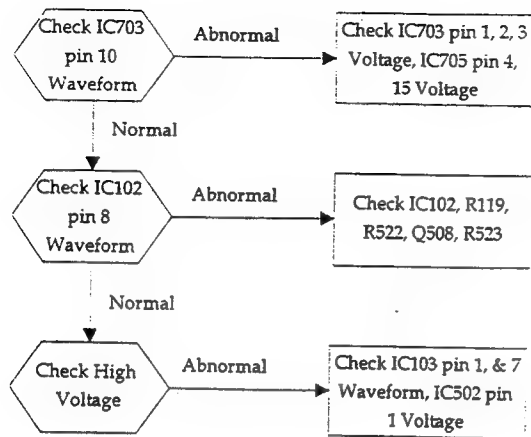 Check IC703
pin 10
Waveform
Abnormal
Check IC703 pin 1, 2, 3
Voltage, IC705 pin 4,
15 Voltage
Normal
Check IC102
pin 8
Waveform
Abnormal
Check IC102, R119,
R522, Q508, R523
Normal
Check High
Voltage
Abnormal
Check IC103 pin 1, & 7
Waveform, IC502 pin
1 Voltage